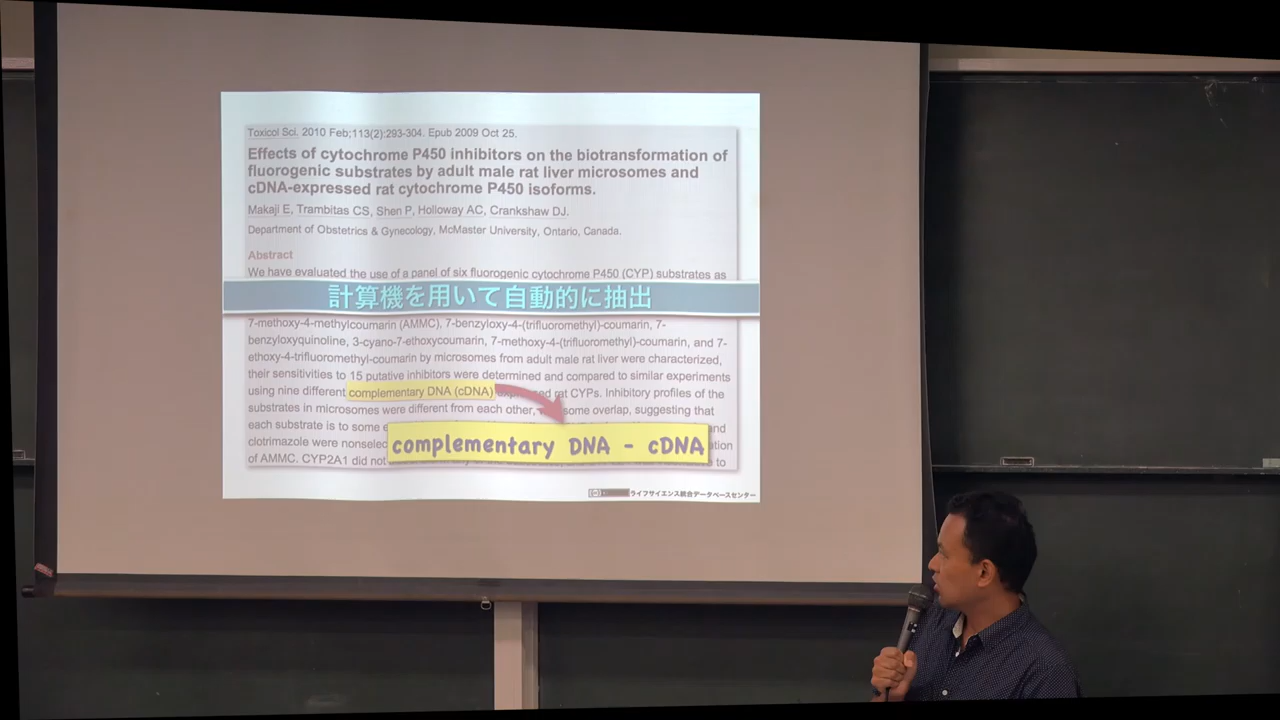 Toxicol Sci. 2010 Feb;113(2):293-304. Epub 2009 Oct 25.
Effects of cytochrome P450 inhibitors on the biotransformation of
fluorogenic substrates by adult male rat liver microsomes and
cDNA-expressed rat cytochrome P450 isoforms.
Makaji E, Trambitas CS, Shen P, Holloway AC, Crankshaw DJ.
Department of Obstetrics & Gynecology, McMaster University, Ontario, Canada.
Abstract
We have evaluated the use of a panel of six fluorogenic cytochrome P450 (CYP) substrates as
計算機を用いて自動的に抽出
7-methoxy-4-methylcoumarin (AMMC), 7-benzyloxy-4-(trifluoromethyl)-coumarin, 7-
benzyloxyquinoline, 3-cyano-7-ethoxycoumarin, 7-methoxy-4-(trifluoromethyl)-coumarin, and 7-
ethoxy-4-trifluoromethyl-coumarin by microsomes from adult male rat liver were characterized,
their sensitivities to 15 putative inhibitors were determined and compared to similar experiments
using nine different complementary DNA (cDNA) rat CYPs. Inhibitory profiles of the
substrates in microsomes were different from each other, some overlap, suggesting that
each substrate is to some and
clotrimazole were
of AMMC. CYP2A1 did not to
complementary DNA - cDNA
ライフサイエンス統合データベースセンター